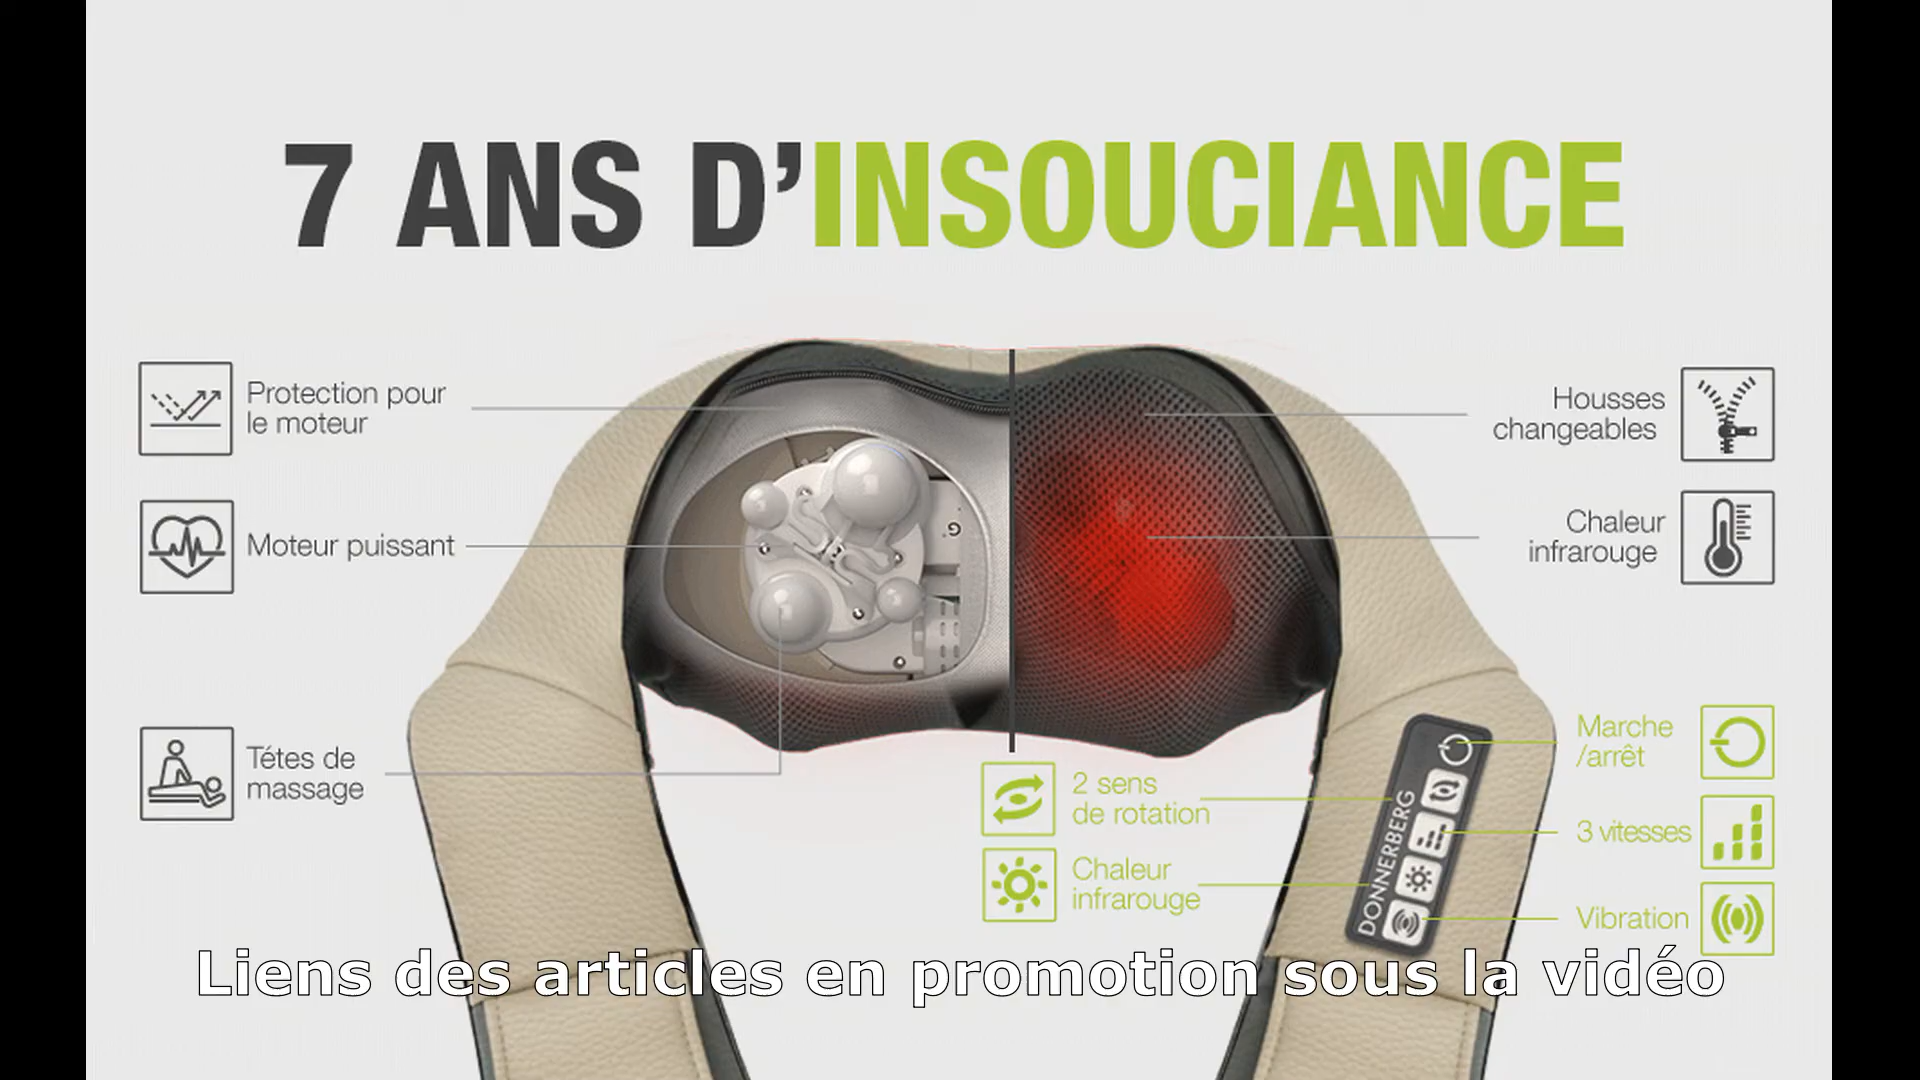 7 ANS D’INSOUCIANCE
Protection pour
le moteur
Moteur puissant
Tétes de
massage
Housses
changeables
Chaleur
infrarouge
2 sens
de rotation
Chaleur
infrarouge
DONNERBERG
Marche
/arrêt
3 vitesses
Vibration
Liens des articles en promotion sous la vidéo